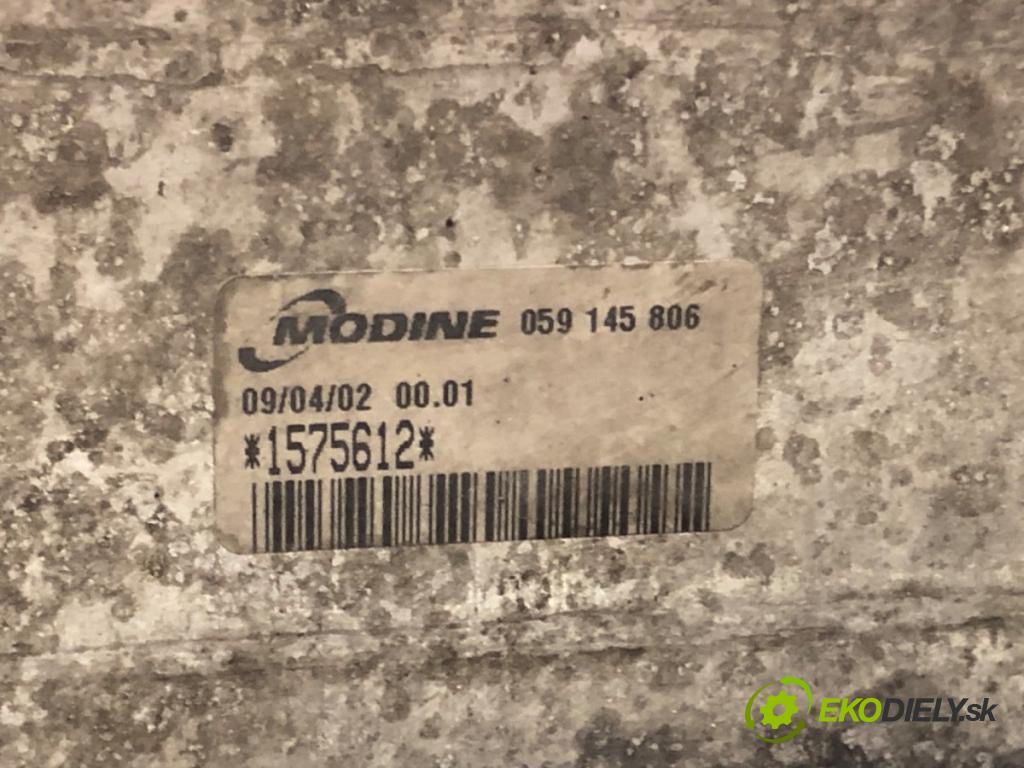 MODINE 059 145 806
09/04/02 00.01
*1575612*
EKODIELY.sk